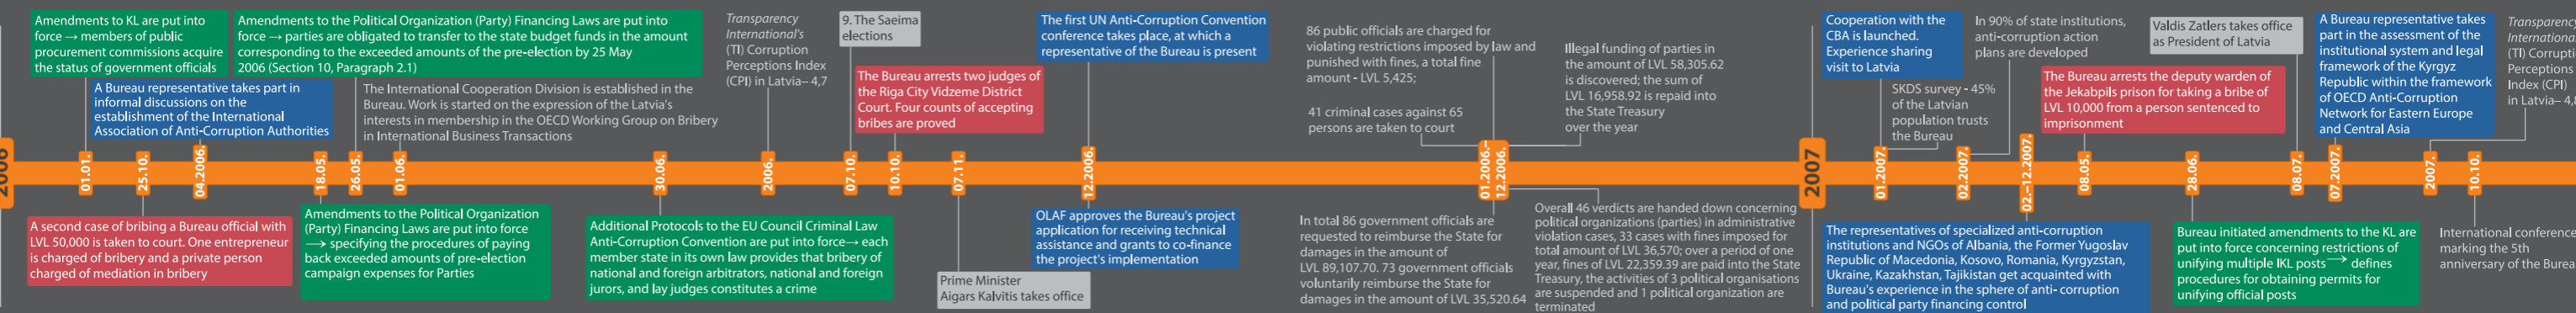 Amendments to KL are put into
force → members of public
procurement commissions acquire
the status of government officials
Amendments to the Political Organization (Party) Financing Laws are put into
force → parties are obligated to transfer to the state budget funds in the amount
corresponding to the exceeded amounts of the pre-election by 25 May
2006 (Section 10, Paragraph 2.1)
Transparency
International's
(TI) Corruption
Perceptions Index
(CPI) in Latvia– 4,7
9. The Saeima
elections
The first UN Anti-Corruption Convention
conference takes place, at which a
representative of the Bureau is present
86 public officials are charged for
violating restrictions imposed by law and
punished with fines, a total fine
amount - LVL 5,425;
41 criminal cases against 65
persons are taken to court
Illegal funding of parties in
the amount of LVL 58,305.62
is discovered; the sum of
LVL 16,958.92 is repaid into
the State Treasury
over the year
Cooperation with the
CBA is launched.
Experience sharing
visit to Latvia
In 90% of state institutions,
anti-corruption action
plans are developed
Valdis Zatlers takes office
as President of Latvia
A Bureau representative takes
part in the assessment of the
institutional system and legal
framework of the Kyrgyz
Republic within the framework
of OECD Anti-Corruption
Network for Eastern Europe
and Central Asia
Transparency
Internationa
(TI) Corrupti
Perceptions
Index (CPI)
in Latvia– 4,8
A Bureau representative takes part in
informal discussions on the
establishment of the International
Association of Anti-Corruption Authorities
The International Cooperation Division is established in the
Bureau. Work is started on the expression of the Latvia's
interests in membership in the OECD Working Group on Bribery
in International Business Transactions
The Bureau arrests two judges of
the Riga City Vidzeme District
Court. Four counts of accepting
bribes are proved
SKDS survey - 45%
of the Latvian
population trusts
the Bureau
The Bureau arrests the deputy warden of
the Jekabpils prison for taking a bribe of
LVL 10,000 from a person sentenced to
imprisonment
2006
01.01.
25.10.
04.2006.
18.05.
26.05.
01.06.
30.06.
2006.
07.10.
10.10.
07.11.
12.2006.
01.2006.-
12.2006.
2007
01.2007.
02.2007.
02.–12.2007.
08.05.
28.06.
08.07.
07.2007.
2007.
10.10.
A second case of bribing a Bureau official with
LVL 50,000 is taken to court. One entrepreneur
is charged of bribery and a private person
charged of mediation in bribery
Amendments to the Political Organization
(Party) Financing Laws are put into force
→ specifying the procedures of paying
back exceeded amounts of pre-election
campaign expenses for Parties
Additional Protocols to the EU Council Criminal Law
Anti-Corruption Convention are put into force→ each
member state in its own law provides that bribery of
national and foreign arbitrators, national and foreign
jurors, and lay judges constitutes a crime
Prime Minister
Aigars Kalvitis takes office
OLAF approves the Bureau's project
application for receiving technical
assistance and grants to co-finance
the project's implementation
In total 86 government officials are
requested to reimburse the State for
damages in the amount of
LVL 89,107.70. 73 government officials
voluntarily reimburse the State for
damages in the amount of LVL 35,520.64
Overall 46 verdicts are handed down concerning
political organizations (parties) in administrative
violation cases, 33 cases with fines imposed for
total amount of LVL 36,570; over a period of one
year, fines of LVL 22,359.39 are paid into the State
Treasury, the activities of 3 political organisations
are suspended and 1 political organization are
terminated
The representatives of specialized anti-corruption
institutions and NGOs of Albania, the Former Yugoslav
Republic of Macedonia, Kosovo, Romania, Kyrgyzstan,
Ukraine, Kazakhstan, Tajikistan get acquainted with
Bureau's experience in the sphere of anti- corruption
and political party financing control
Bureau initiated amendments to the KL are
put into force concerning restrictions of
unifying multiple IKL posts → defines
procedures for obtaining permits for
unifying official posts
International conference
marking the 5th
anniversary of the Burea